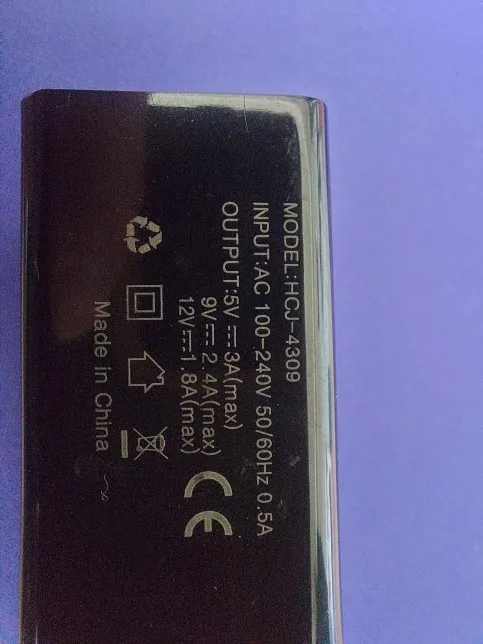 MODEL:HCJ-4309
INPUT:AC 100-240V 50/60Hz 0.5A
OUTPUT:5V⎓3A(max)
9V⎓2.4A(max)
12V⎓1.8A(max)
CE
Made in China